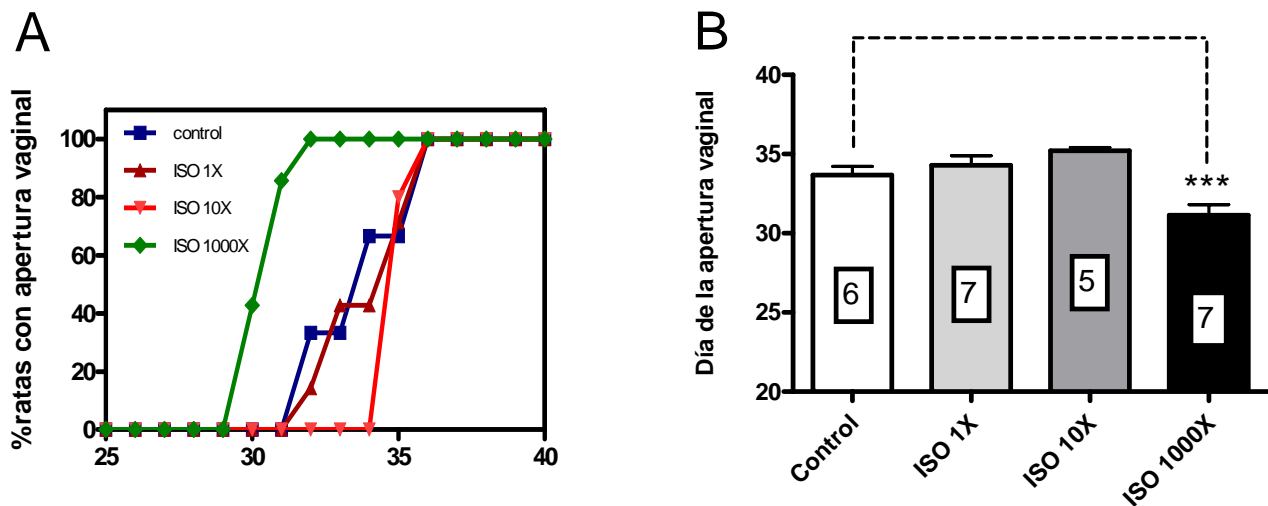 A
%ratas con apertura vaginal
100
80
60
40
20
0
25
30
35
40
control
ISO 1X
ISO 10X
ISO 1000X
B
Día de la apertura vaginal
40
35
30
25
20
***
6
7
5
7
Control
ISO 1X
ISO 10X
ISO 1000X